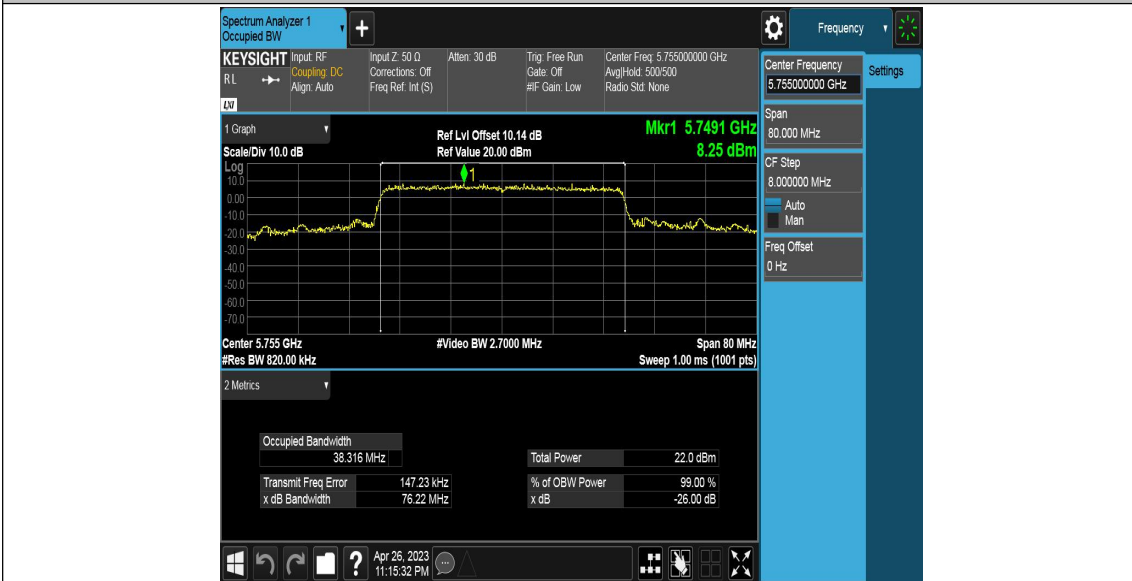 Spectrum Analyzer 1
Occupied BW
+
Frequency
KEYSIGHT
R L
LXI
Input: RF
Coupling: DC
Align: Auto
Input Z: 50 Ω
Corrections: Off
Freq Ref: Int (S)
Atten: 30 dB
Trig: Free Run
Gate: Off
#IF Gain: Low
Center Freq: 5.755000000 GHz
Avg|Hold: 500/500
Radio Std: None
Center Frequency
5.755000000 GHz
Settings
Span
80.000 MHz
CF Step
8.000000 MHz
Auto
Man
Freq Offset
0 Hz
1 Graph
Scale/Div 10.0 dB
Ref Lvl Offset 10.14 dB
Ref Value 20.00 dBm
Mkr1 5.7491 GHz
8.25 dBm
Log
10.0
0.00
-10.0
-20.0
-30.0
-40.0
-50.0
-60.0
-70.0
1
Center 5.755 GHz
#Res BW 820.00 kHz
#Video BW 2.7000 MHz
Span 80 MHz
Sweep 1.00 ms (1001 pts)
2 Metrics
Occupied Bandwidth
38.316 MHz
Total Power 22.0 dBm
Transmit Freq Error 147.23 kHz
% of OBW Power 99.00 %
x dB Bandwidth 76.22 MHz
x dB -26.00 dB
?
Apr 26, 2023
11:15:32 PM